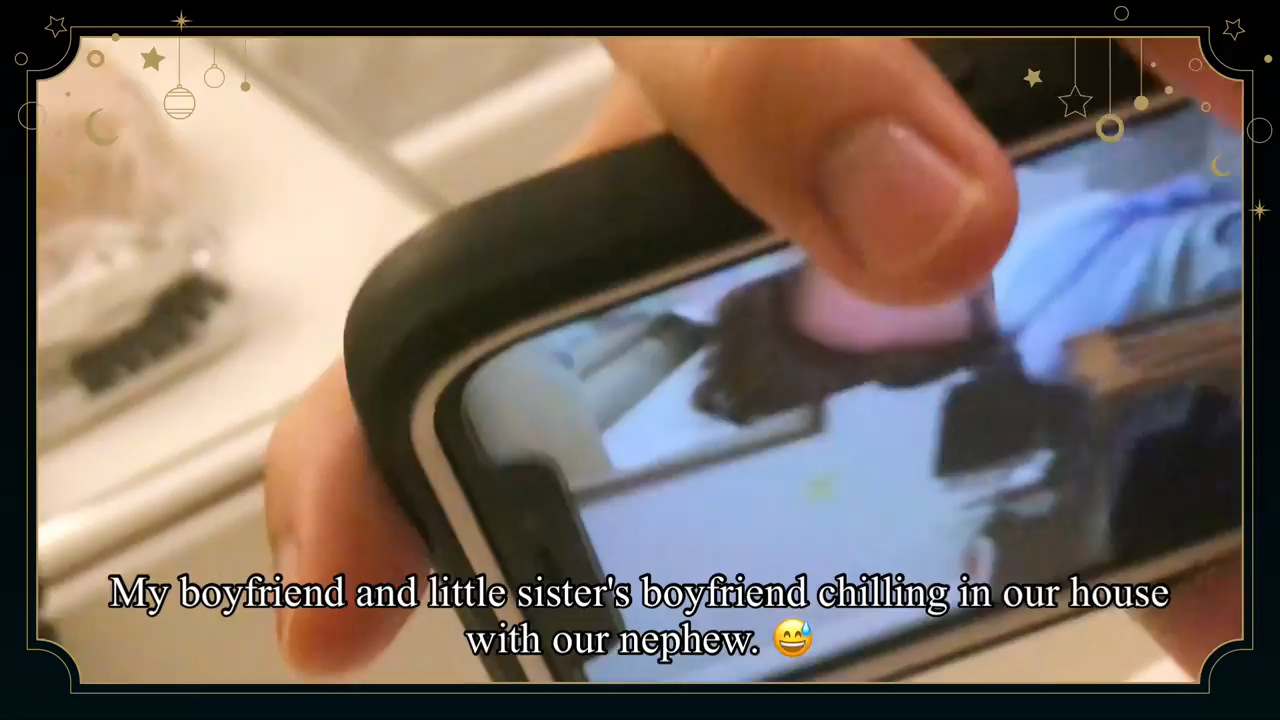 My boyfriend and little sister's boyfriend chilling in our house
with our nephew. 😅